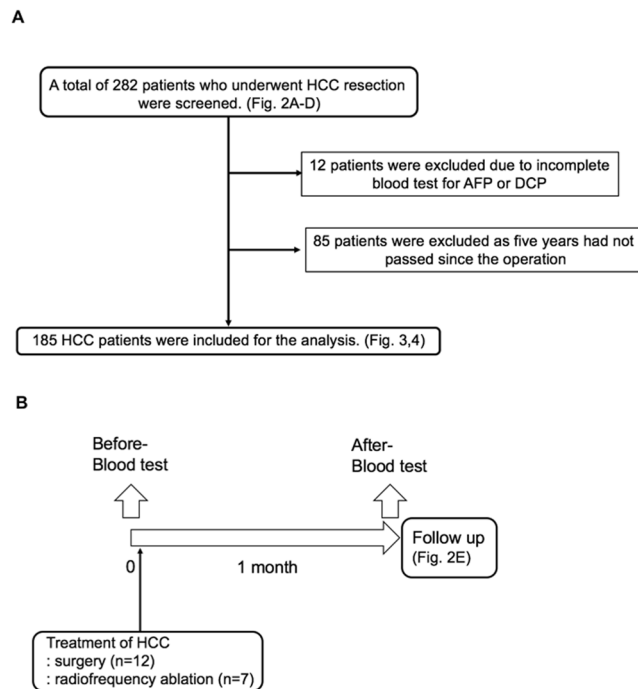 A
A total of 282 patients who underwent HCC resection
were screened. (Fig. 2A-D)
12 patients were excluded due to incomplete
blood test for AFP or DCP
85 patients were excluded as five years had not
passed since the operation
185 HCC patients were included for the analysis. (Fig. 3,4)
B
Before-
Blood test
After-
Blood test
Follow up
(Fig. 2E)
0
1 month
Treatment of HCC
: surgery (n=12)
: radiofrequency ablation (n=7)